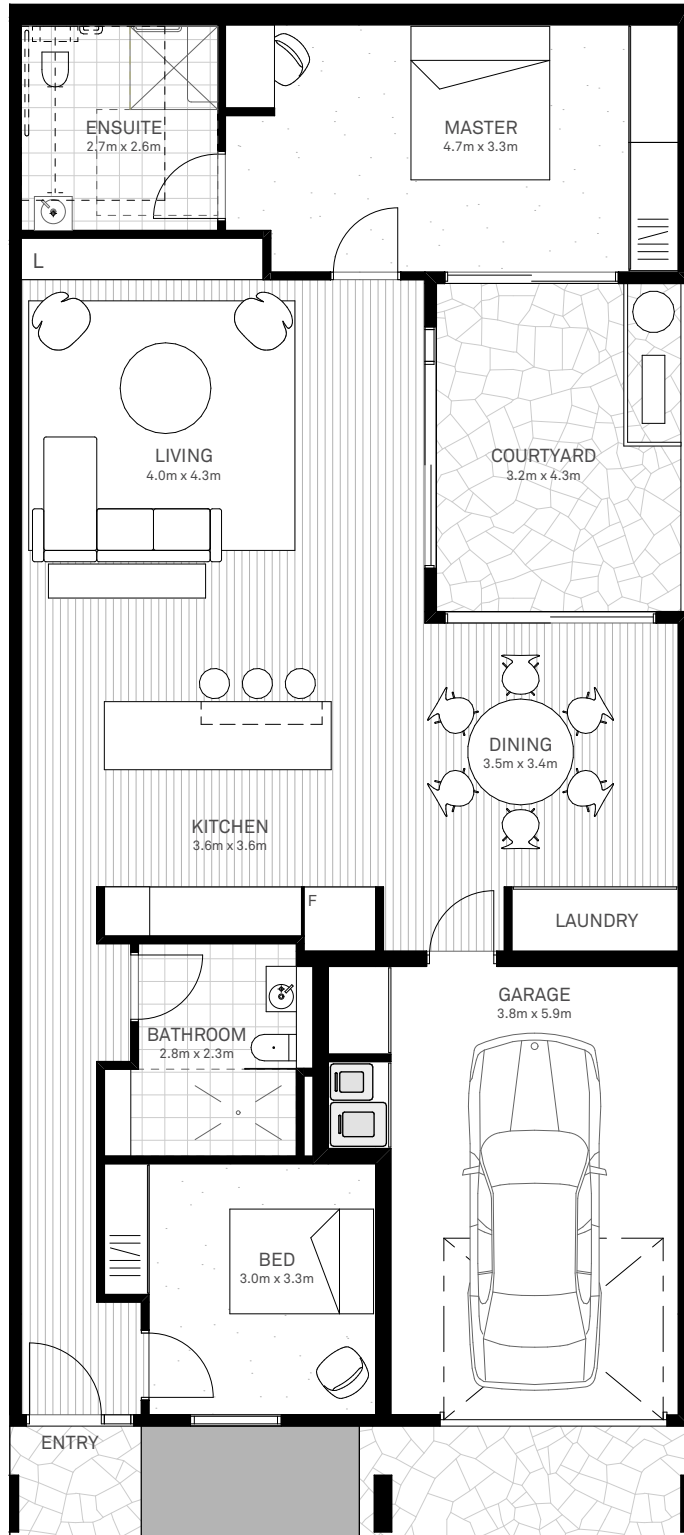 ENSUITE
2.7m x 2.6m
MASTER
4.7m x 3.3m
L
LIVING
4.0m x 4.3m
COURTYARD
3.2m x 4.3m
DINING
3.5m x 3.4m
KITCHEN
3.6m x 3.6m
F
LAUNDRY
GARAGE
3.8m x 5.9m
BATHROOM
2.8m x 2.3m
BED
3.0m x 3.3m
ENTRY